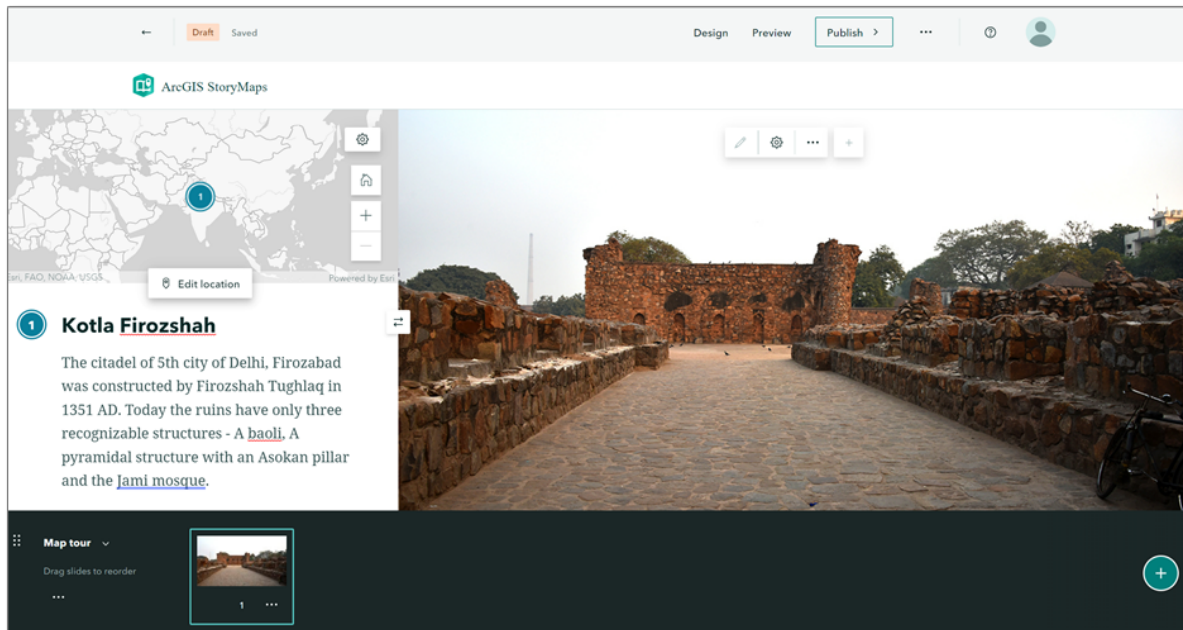 Draft Saved
Design Preview Publish
ArcGIS StoryMaps
1
Esri, FAO, NOAA, USGS
Powered by Esri
Edit location
1 Kotla Firozshah
The citadel of 5th city of Delhi, Firozabad
was constructed by Firozshah Tughlaq in
1351 AD. Today the ruins have only three
recognizable structures - A baoli, A
pyramidal structure with an Asokan pillar
and the Jami mosque.
Map tour
Drag slides to reorder
1